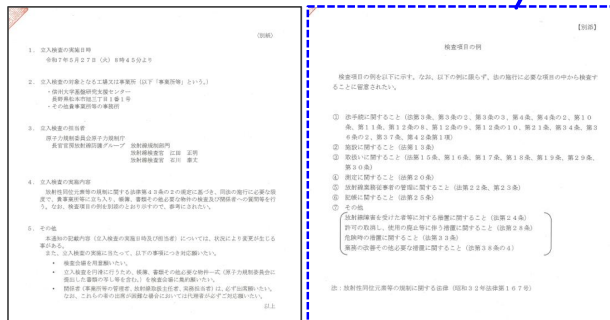 (別紙)
1. 立入検査の実施日時
令和7年5月27日(火) 9時45分より
2. 立入検査の対象となる工場又は事業所(以下「事業所等」という。)
・信州大学基盤研究支援センター
長野県松本市旭三丁目1番1号
・その他貴事業所等の事務所
3. 立入検査の担当者
原子力規制委員会原子力規制庁
長官官房放射線防護グループ 放射線規制部門
放射線検査官 江田 正明
放射線検査官 石川 泰丈
4. 立入検査の実施内容
放射性同位元素等の規制に関する法律第43条の2の規定に基づき、同法の施行に必要な限
度で、貴事業所等に立ち入り、帳簿、書類その他必要な物件の検査及び関係者への質問等を行
う。なお、検査項目の例を別添のとおり示すので、参考にされたい。
5. その他
本通知の記載内容(立入検査の実施日時及び担当者)については、状況により変更が生じる
事がある。
また、立入検査の実施に当たって、以下の事項につき対応願いたい。
・ 検査会場を用意願いたい。
・ 立入検査を円滑に行うため、帳簿、書類その他必要な物件一式(原子力規制委員会に
提出した書類の写し等を含む。)を検査会場に集約願いたい。
・ 関係者(事業所等の管理者、放射線取扱主任者、実務担当者)は、必ず出席願いたい。
なお、これらの者の出席が困難な場合においては代理者が必ずご対応願いたい。
以上
【別添】
検査項目の例
検査項目の例を以下に示す。なお、以下の例に限らず、法の施行に必要な項目の中から検査す
ることに留意されたい。
① 法手続に関すること(法第3条、第3条の2、第3条の3、第4条、第4条の2、第10
条、第11条、第12条の8、第12条の9、第12条の10、第21条、第34条、第3
6条の2、第37条、第42条第1項)
② 施設に関すること(法第13条)
③ 取扱いに関すること(法第15条、第16条、第17条、第18条、第19条、第29条、
第30条)
④ 測定に関すること(法第20条)
⑤ 放射線業務従事者の管理に関すること(法第22条、第23条)
⑥ 記帳に関すること(法第25条)
⑦ その他
放射線障害を受けた者等に対する措置に関すること(法第24条)
許可の取消し、使用の廃止等に伴う措置に関すること(法第28条)
危険時の措置に関すること(法第33条)
業務の改善その他必要な措置に関すること(法第38条の4)
法:放射性同位元素等の規制に関する法律(昭和32年法律第167号)